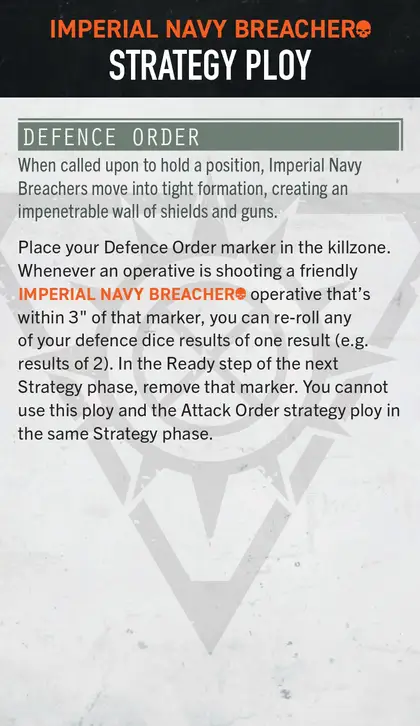 IMPERIAL NAVY BREACHER
STRATEGY PLOY
DEFENCE ORDER
When called upon to hold a position, Imperial Navy
Breachers move into tight formation, creating an
impenetrable wall of shields and guns.
Place your Defence Order marker in the killzone.
Whenever an operative is shooting a friendly
IMPERIAL NAVY BREACHER operative that's
within 3" of that marker, you can re-roll any
of your defence dice results of one result (e.g.
results of 2). In the Ready step of the next
Strategy phase, remove that marker. You cannot
use this ploy and the Attack Order strategy ploy in
the same Strategy phase.